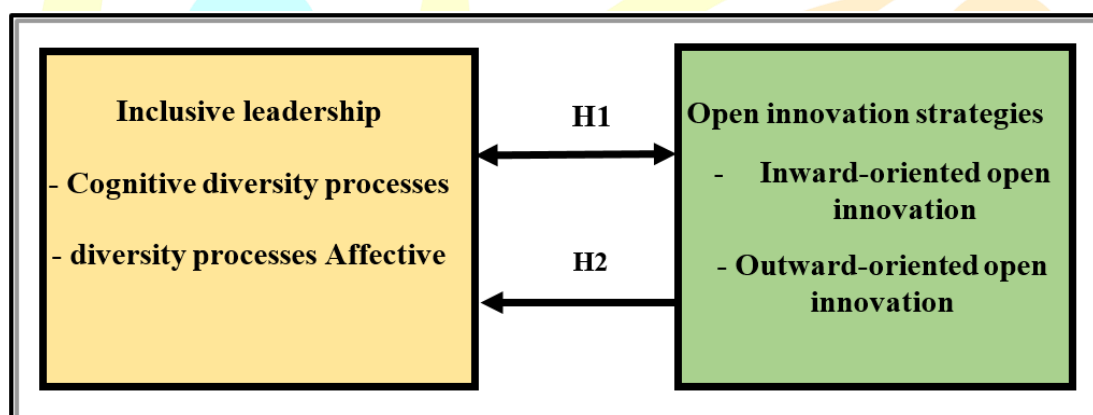 Inclusive leadership
- Cognitive diversity processes
- diversity processes Affective
H1
H2
Open innovation strategies
- Inward-oriented open
innovation
- Outward-oriented open
innovation